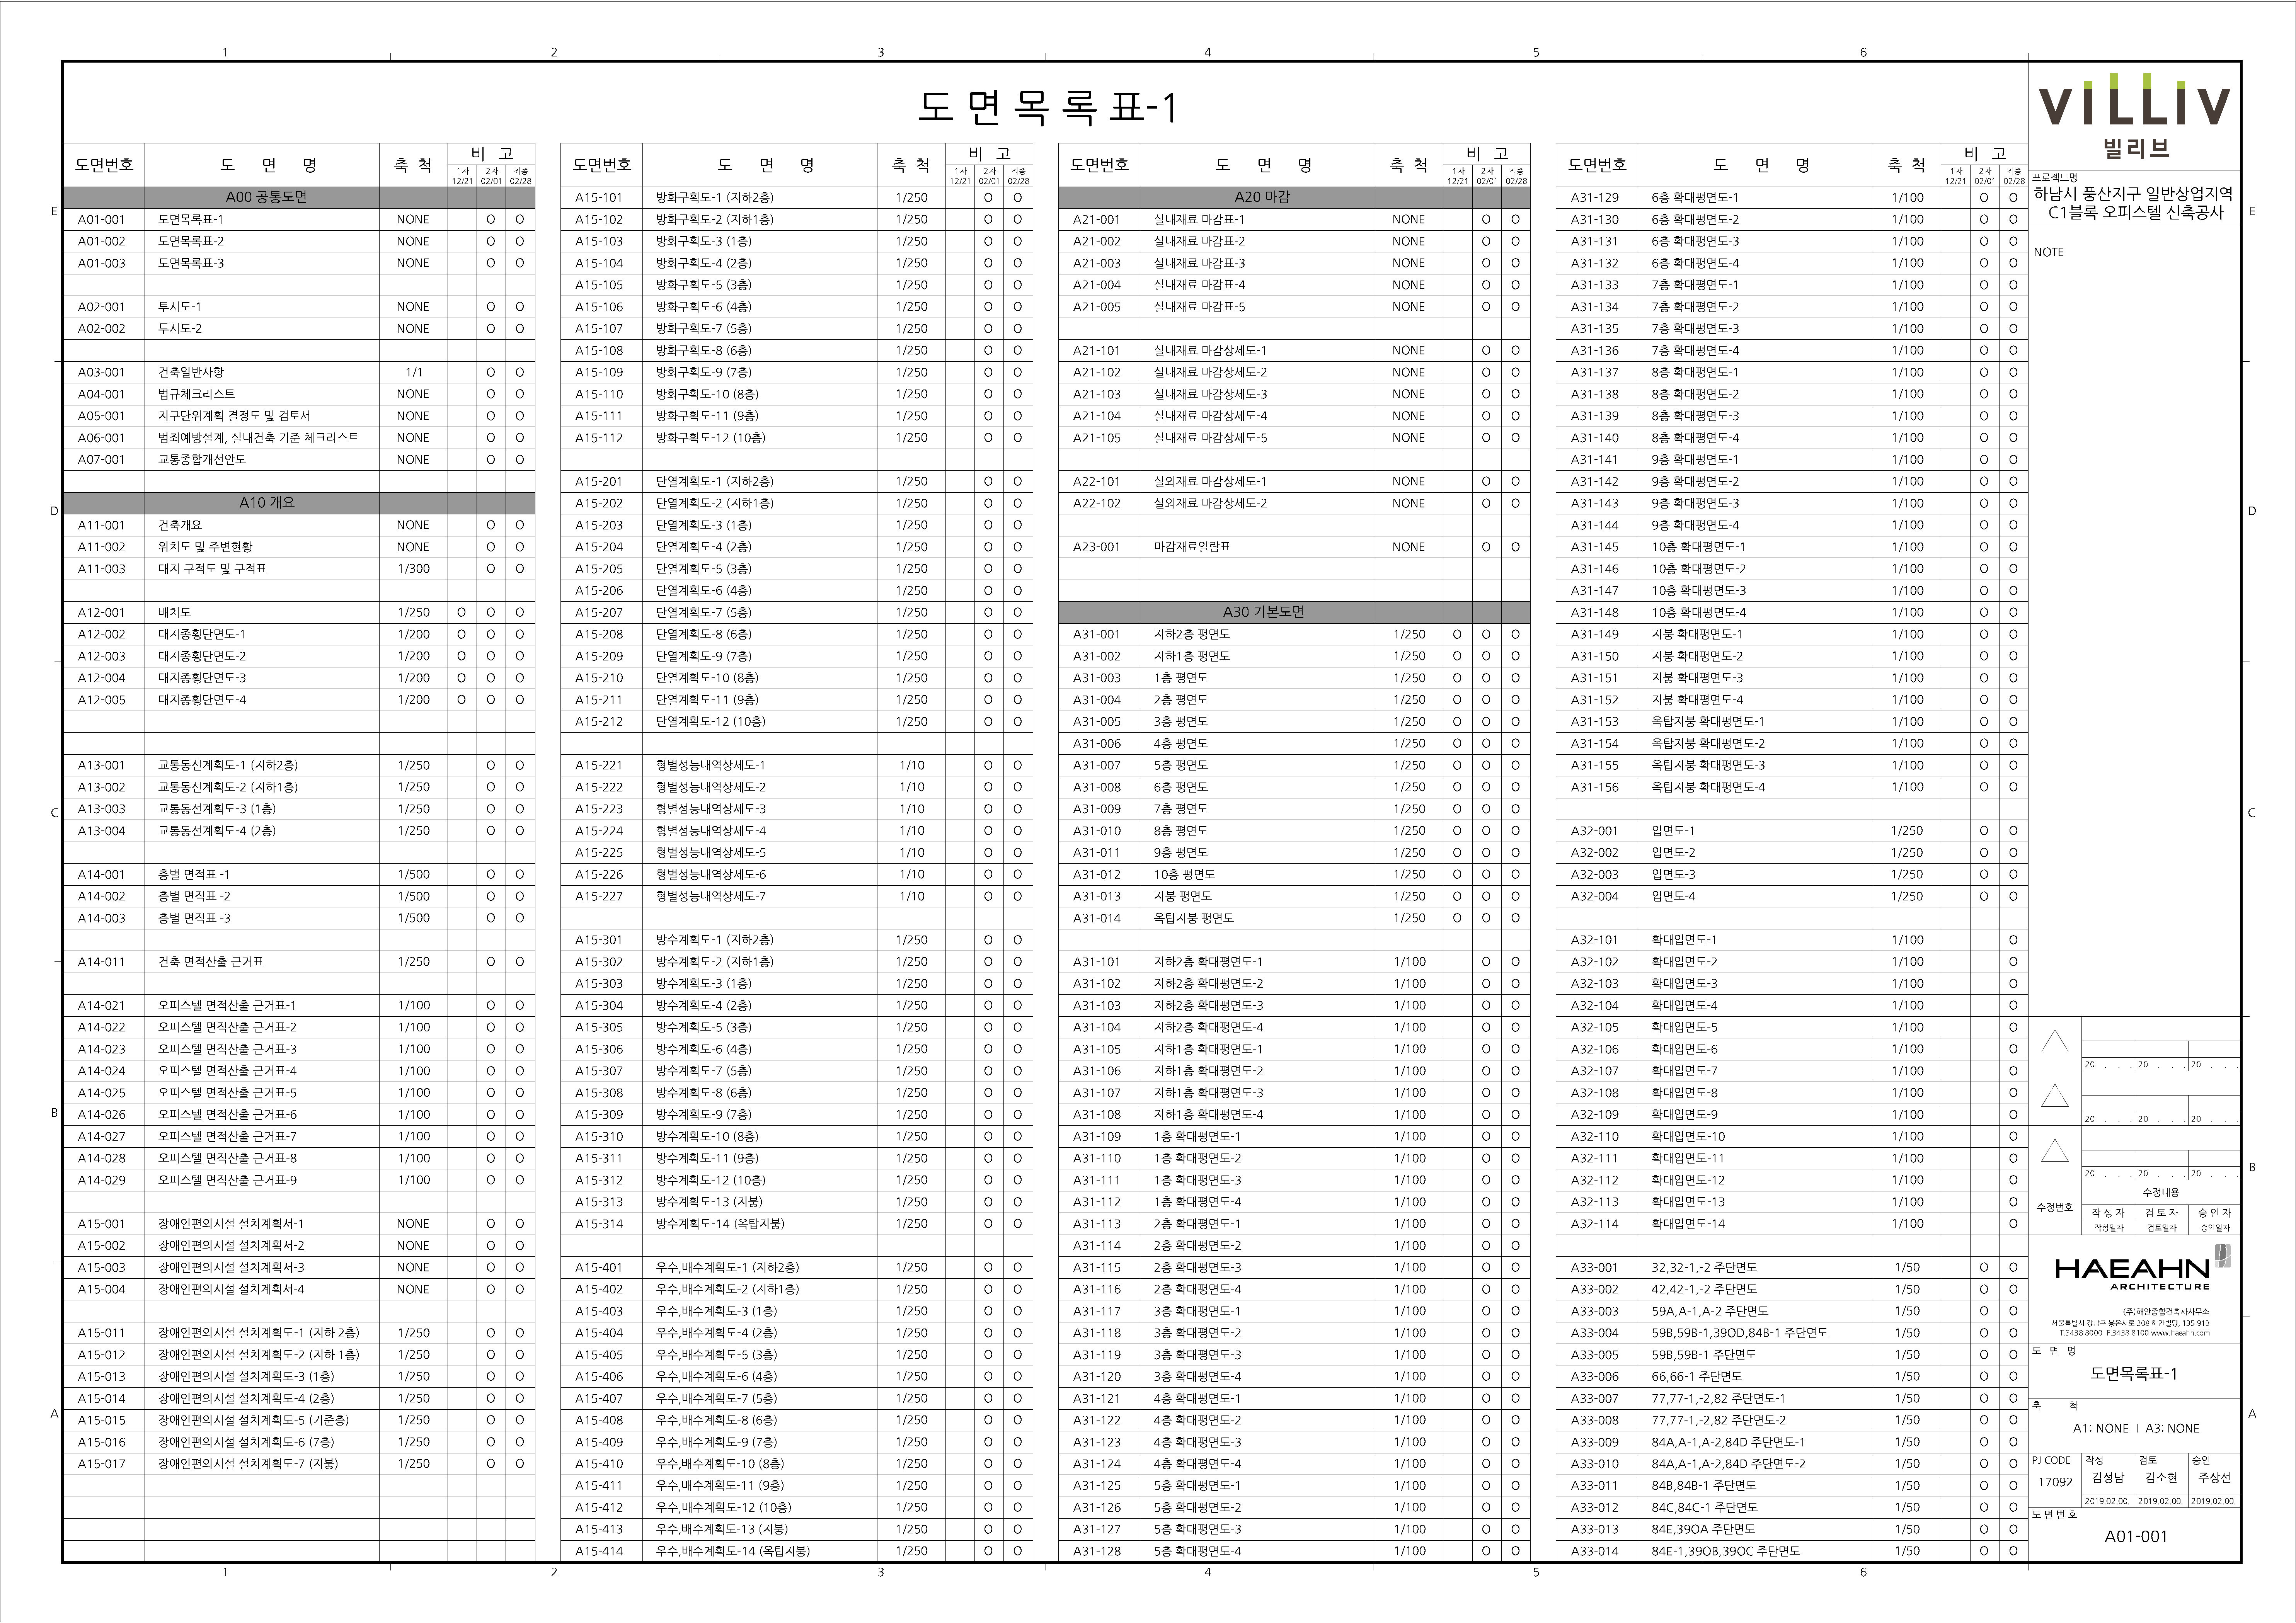 1 2 3 4 5 6
도 면 목 록 표-1
도면번호 도 면 명 축 척 비 고
1차 12/21 2차 02/01 최종 02/28
A00 공통도면
A01-001 도면목록표-1 NONE O O
A01-002 도면목록표-2 NONE O O
A01-003 도면목록표-3 NONE O O
A02-001 투시도-1 NONE O O
A02-002 투시도-2 NONE O O
A03-001 건축일반사항 1/1 O O
A04-001 법규체크리스트 NONE O O
A05-001 지구단위계획 결정도 및 검토서 NONE O O
A06-001 범죄예방설계, 실내건축 기준 체크리스트 NONE O O
A07-001 교통종합개선안도 NONE O O
A10 개요
A11-001 건축개요 NONE O O
A11-002 위치도 및 주변현황 NONE O O
A11-003 대지 구적도 및 구적표 1/300 O O
A12-001 배치도 1/250 O O O
A12-002 대지종횡단면도-1 1/200 O O O
A12-003 대지종횡단면도-2 1/200 O O O
A12-004 대지종횡단면도-3 1/200 O O O
A12-005 대지종횡단면도-4 1/200 O O O
A13-001 교통동선계획도-1 (지하2층) 1/250 O O
A13-002 교통동선계획도-2 (지하1층) 1/250 O O
A13-003 교통동선계획도-3 (1층) 1/250 O O
A13-004 교통동선계획도-4 (2층) 1/250 O O
A14-001 층별 면적표 -1 1/500 O O
A14-002 층별 면적표 -2 1/500 O O
A14-003 층별 면적표 -3 1/500 O O
A14-011 건축 면적산출 근거표 1/250 O O
A14-021 오피스텔 면적산출 근거표-1 1/100 O O
A14-022 오피스텔 면적산출 근거표-2 1/100 O O
A14-023 오피스텔 면적산출 근거표-3 1/100 O O
A14-024 오피스텔 면적산출 근거표-4 1/100 O O
A14-025 오피스텔 면적산출 근거표-5 1/100 O O
A14-026 오피스텔 면적산출 근거표-6 1/100 O O
A14-027 오피스텔 면적산출 근거표-7 1/100 O O
A14-028 오피스텔 면적산출 근거표-8 1/100 O O
A14-029 오피스텔 면적산출 근거표-9 1/100 O O
A15-001 장애인편의시설 설치계획서-1 NONE O O
A15-002 장애인편의시설 설치계획서-2 NONE O O
A15-003 장애인편의시설 설치계획서-3 NONE O O
A15-004 장애인편의시설 설치계획서-4 NONE O O
A15-011 장애인편의시설 설치계획도-1 (지하 2층) 1/250 O O
A15-012 장애인편의시설 설치계획도-2 (지하 1층) 1/250 O O
A15-013 장애인편의시설 설치계획도-3 (1층) 1/250 O O
A15-014 장애인편의시설 설치계획도-4 (2층) 1/250 O O
A15-015 장애인편의시설 설치계획도-5 (기준층) 1/250 O O
A15-016 장애인편의시설 설치계획도-6 (7층) 1/250 O O
A15-017 장애인편의시설 설치계획도-7 (지붕) 1/250 O O
도면번호 도 면 명 축 척 비 고
1차 12/21 2차 02/01 최종 02/28
A15-101 방화구획도-1 (지하2층) 1/250 O O
A15-102 방화구획도-2 (지하1층) 1/250 O O
A15-103 방화구획도-3 (1층) 1/250 O O
A15-104 방화구획도-4 (2층) 1/250 O O
A15-105 방화구획도-5 (3층) 1/250 O O
A15-106 방화구획도-6 (4층) 1/250 O O
A15-107 방화구획도-7 (5층) 1/250 O O
A15-108 방화구획도-8 (6층) 1/250 O O
A15-109 방화구획도-9 (7층) 1/250 O O
A15-110 방화구획도-10 (8층) 1/250 O O
A15-111 방화구획도-11 (9층) 1/250 O O
A15-112 방화구획도-12 (10층) 1/250 O O
A15-201 단열계획도-1 (지하2층) 1/250 O O
A15-202 단열계획도-2 (지하1층) 1/250 O O
A15-203 단열계획도-3 (1층) 1/250 O O
A15-204 단열계획도-4 (2층) 1/250 O O
A15-205 단열계획도-5 (3층) 1/250 O O
A15-206 단열계획도-6 (4층) 1/250 O O
A15-207 단열계획도-7 (5층) 1/250 O O
A15-208 단열계획도-8 (6층) 1/250 O O
A15-209 단열계획도-9 (7층) 1/250 O O
A15-210 단열계획도-10 (8층) 1/250 O O
A15-211 단열계획도-11 (9층) 1/250 O O
A15-212 단열계획도-12 (10층) 1/250 O O
A15-221 형별성능내역상세도-1 1/10 O O
A15-222 형별성능내역상세도-2 1/10 O O
A15-223 형별성능내역상세도-3 1/10 O O
A15-224 형별성능내역상세도-4 1/10 O O
A15-225 형별성능내역상세도-5 1/10 O O
A15-226 형별성능내역상세도-6 1/10 O O
A15-227 형별성능내역상세도-7 1/10 O O
A15-301 방수계획도-1 (지하2층) 1/250 O O
A15-302 방수계획도-2 (지하1층) 1/250 O O
A15-303 방수계획도-3 (1층) 1/250 O O
A15-304 방수계획도-4 (2층) 1/250 O O
A15-305 방수계획도-5 (3층) 1/250 O O
A15-306 방수계획도-6 (4층) 1/250 O O
A15-307 방수계획도-7 (5층) 1/250 O O
A15-308 방수계획도-8 (6층) 1/250 O O
A15-309 방수계획도-9 (7층) 1/250 O O
A15-310 방수계획도-10 (8층) 1/250 O O
A15-311 방수계획도-11 (9층) 1/250 O O
A15-312 방수계획도-12 (10층) 1/250 O O
A15-313 방수계획도-13 (지붕) 1/250 O O
A15-314 방수계획도-14 (옥탑지붕) 1/250 O O
A15-401 우수,배수계획도-1 (지하2층) 1/250 O O
A15-402 우수,배수계획도-2 (지하1층) 1/250 O O
A15-403 우수,배수계획도-3 (1층) 1/250 O O
A15-404 우수,배수계획도-4 (2층) 1/250 O O
A15-405 우수,배수계획도-5 (3층) 1/250 O O
A15-406 우수,배수계획도-6 (4층) 1/250 O O
A15-407 우수,배수계획도-7 (5층) 1/250 O O
A15-408 우수,배수계획도-8 (6층) 1/250 O O
A15-409 우수,배수계획도-9 (7층) 1/250 O O
A15-410 우수,배수계획도-10 (8층) 1/250 O O
A15-411 우수,배수계획도-11 (9층) 1/250 O O
A15-412 우수,배수계획도-12 (10층) 1/250 O O
A15-413 우수,배수계획도-13 (지붕) 1/250 O O
A15-414 우수,배수계획도-14 (옥탑지붕) 1/250 O O
도면번호 도 면 명 축 척 비 고
1차 12/21 2차 02/01 최종 02/28
A20 마감
A21-001 실내재료 마감표-1 NONE O O
A21-002 실내재료 마감표-2 NONE O O
A21-003 실내재료 마감표-3 NONE O O
A21-004 실내재료 마감표-4 NONE O O
A21-005 실내재료 마감표-5 NONE O O
A21-101 실내재료 마감상세도-1 NONE O O
A21-102 실내재료 마감상세도-2 NONE O O
A21-103 실내재료 마감상세도-3 NONE O O
A21-104 실내재료 마감상세도-4 NONE O O
A21-105 실내재료 마감상세도-5 NONE O O
A22-101 실외재료 마감상세도-1 NONE O O
A22-102 실외재료 마감상세도-2 NONE O O
A23-001 마감재료일람표 NONE O O
A30 기본도면
A31-001 지하2층 평면도 1/250 O O O
A31-002 지하1층 평면도 1/250 O O O
A31-003 1층 평면도 1/250 O O O
A31-004 2층 평면도 1/250 O O O
A31-005 3층 평면도 1/250 O O O
A31-006 4층 평면도 1/250 O O O
A31-007 5층 평면도 1/250 O O O
A31-008 6층 평면도 1/250 O O O
A31-009 7층 평면도 1/250 O O O
A31-010 8층 평면도 1/250 O O O
A31-011 9층 평면도 1/250 O O O
A31-012 10층 평면도 1/250 O O O
A31-013 지붕 평면도 1/250 O O O
A31-014 옥탑지붕 평면도 1/250 O O O
A31-101 지하2층 확대평면도-1 1/100 O O
A31-102 지하2층 확대평면도-2 1/100 O O
A31-103 지하2층 확대평면도-3 1/100 O O
A31-104 지하2층 확대평면도-4 1/100 O O
A31-105 지하1층 확대평면도-1 1/100 O O
A31-106 지하1층 확대평면도-2 1/100 O O
A31-107 지하1층 확대평면도-3 1/100 O O
A31-108 지하1층 확대평면도-4 1/100 O O
A31-109 1층 확대평면도-1 1/100 O O
A31-110 1층 확대평면도-2 1/100 O O
A31-111 1층 확대평면도-3 1/100 O O
A31-112 1층 확대평면도-4 1/100 O O
A31-113 2층 확대평면도-1 1/100 O O
A31-114 2층 확대평면도-2 1/100 O O
A31-115 2층 확대평면도-3 1/100 O O
A31-116 2층 확대평면도-4 1/100 O O
A31-117 3층 확대평면도-1 1/100 O O
A31-118 3층 확대평면도-2 1/100 O O
A31-119 3층 확대평면도-3 1/100 O O
A31-120 3층 확대평면도-4 1/100 O O
A31-121 4층 확대평면도-1 1/100 O O
A31-122 4층 확대평면도-2 1/100 O O
A31-123 4층 확대평면도-3 1/100 O O
A31-124 4층 확대평면도-4 1/100 O O
A31-125 5층 확대평면도-1 1/100 O O
A31-126 5층 확대평면도-2 1/100 O O
A31-127 5층 확대평면도-3 1/100 O O
A31-128 5층 확대평면도-4 1/100 O O
도면번호 도 면 명 축 척 비 고
1차 12/21 2차 02/01 최종 02/28
A31-129 6층 확대평면도-1 1/100 O O
A31-130 6층 확대평면도-2 1/100 O O
A31-131 6층 확대평면도-3 1/100 O O
A31-132 6층 확대평면도-4 1/100 O O
A31-133 7층 확대평면도-1 1/100 O O
A31-134 7층 확대평면도-2 1/100 O O
A31-135 7층 확대평면도-3 1/100 O O
A31-136 7층 확대평면도-4 1/100 O O
A31-137 8층 확대평면도-1 1/100 O O
A31-138 8층 확대평면도-2 1/100 O O
A31-139 8층 확대평면도-3 1/100 O O
A31-140 8층 확대평면도-4 1/100 O O
A31-141 9층 확대평면도-1 1/100 O O
A31-142 9층 확대평면도-2 1/100 O O
A31-143 9층 확대평면도-3 1/100 O O
A31-144 9층 확대평면도-4 1/100 O O
A31-145 10층 확대평면도-1 1/100 O O
A31-146 10층 확대평면도-2 1/100 O O
A31-147 10층 확대평면도-3 1/100 O O
A31-148 10층 확대평면도-4 1/100 O O
A31-149 지붕 확대평면도-1 1/100 O O
A31-150 지붕 확대평면도-2 1/100 O O
A31-151 지붕 확대평면도-3 1/100 O O
A31-152 지붕 확대평면도-4 1/100 O O
A31-153 옥탑지붕 확대평면도-1 1/100 O O
A31-154 옥탑지붕 확대평면도-2 1/100 O O
A31-155 옥탑지붕 확대평면도-3 1/100 O O
A31-156 옥탑지붕 확대평면도-4 1/100 O O
A32-001 입면도-1 1/250 O O
A32-002 입면도-2 1/250 O O
A32-003 입면도-3 1/250 O O
A32-004 입면도-4 1/250 O O
A32-101 확대입면도-1 1/100 O
A32-102 확대입면도-2 1/100 O
A32-103 확대입면도-3 1/100 O
A32-104 확대입면도-4 1/100 O
A32-105 확대입면도-5 1/100 O
A32-106 확대입면도-6 1/100 O
A32-107 확대입면도-7 1/100 O
A32-108 확대입면도-8 1/100 O
A32-109 확대입면도-9 1/100 O
A32-110 확대입면도-10 1/100 O
A32-111 확대입면도-11 1/100 O
A32-112 확대입면도-12 1/100 O
A32-113 확대입면도-13 1/100 O
A32-114 확대입면도-14 1/100 O
A33-001 32,32-1,-2 주단면도 1/50 O O
A33-002 42,42-1,-2 주단면도 1/50 O O
A33-003 59A,A-1,A-2 주단면도 1/50 O O
A33-004 59B,59B-1,39OD,84B-1 주단면도 1/50 O O
A33-005 59B,59B-1 주단면도 1/50 O O
A33-006 66,66-1 주단면도 1/50 O O
A33-007 77,77-1,-2,82 주단면도-1 1/50 O O
A33-008 77,77-1,-2,82 주단면도-2 1/50 O O
A33-009 84A,A-1,A-2,84D 주단면도-1 1/50 O O
A33-010 84A,A-1,A-2,84D 주단면도-2 1/50 O O
A33-011 84B,84B-1 주단면도 1/50 O O
A33-012 84C,84C-1 주단면도 1/50 O O
A33-013 84E,39OA 주단면도 1/50 O O
A33-014 84E-1,39OB,39OC 주단면도 1/50 O O
VILLIV
빌리브
프로젝트명
하남시 풍산지구 일반상업지역
C1블록 오피스텔 신축공사
NOTE
20 . . . 20 . . . 20 . . .
20 . . . 20 . . . 20 . . .
20 . . . 20 . . . 20 . . .
수정번호 수정내용
작 성 자 검 토 자 승 인 자
작성일자 검토일자 승인일자
HAEAHN
ARCHITECTURE
(주)해안종합건축사사무소
서울특별시 강남구 봉은사로 208 해안빌딩, 135-913
T.3438 8000 F.3438 8100 www.haeahn.com
도 면 명
도면목록표-1
축 척
A1: NONE I A3: NONE
PJ CODE 작성 검토 승인
17092 김성남 김소현 주상선
2019.02.00. 2019.02.00. 2019.02.00.
도 면 번 호
A01-001
E D C B A
E D C B A
1 2 3 4 5 6